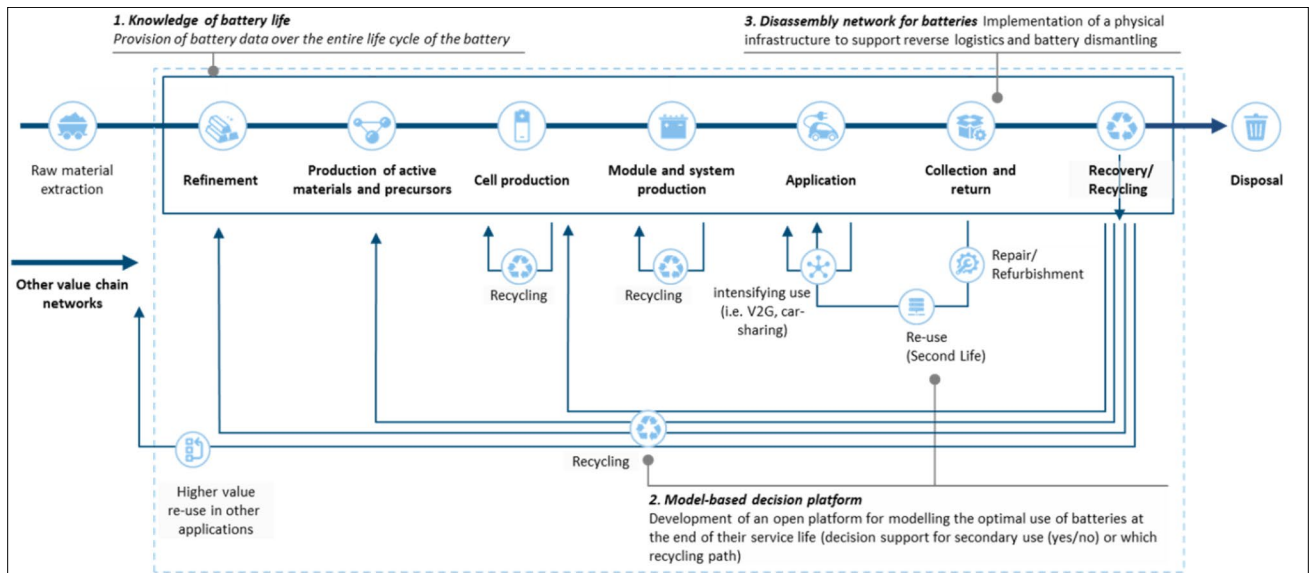 1. Knowledge of battery life
Provision of battery data over the entire life cycle of the battery
3. Disassembly network for batteries Implementation of a physical
infrastructure to support reverse logistics and battery dismantling
Raw material
extraction
Refinement
Production of active
materials and precursors
Cell production
Module and system
production
Application
Collection and
return
Recovery/
Recycling
Disposal
Other value chain
networks
Recycling
Recycling
intensifying use
(i.e. V2G, car-
sharing)
Repair/
Refurbishment
Re-use
(Second Life)
Recycling
Higher value
re-use in other
applications
2. Model-based decision platform
Development of an open platform for modelling the optimal use of batteries at
the end of their service life (decision support for secondary use (yes/no) or which
recycling path)